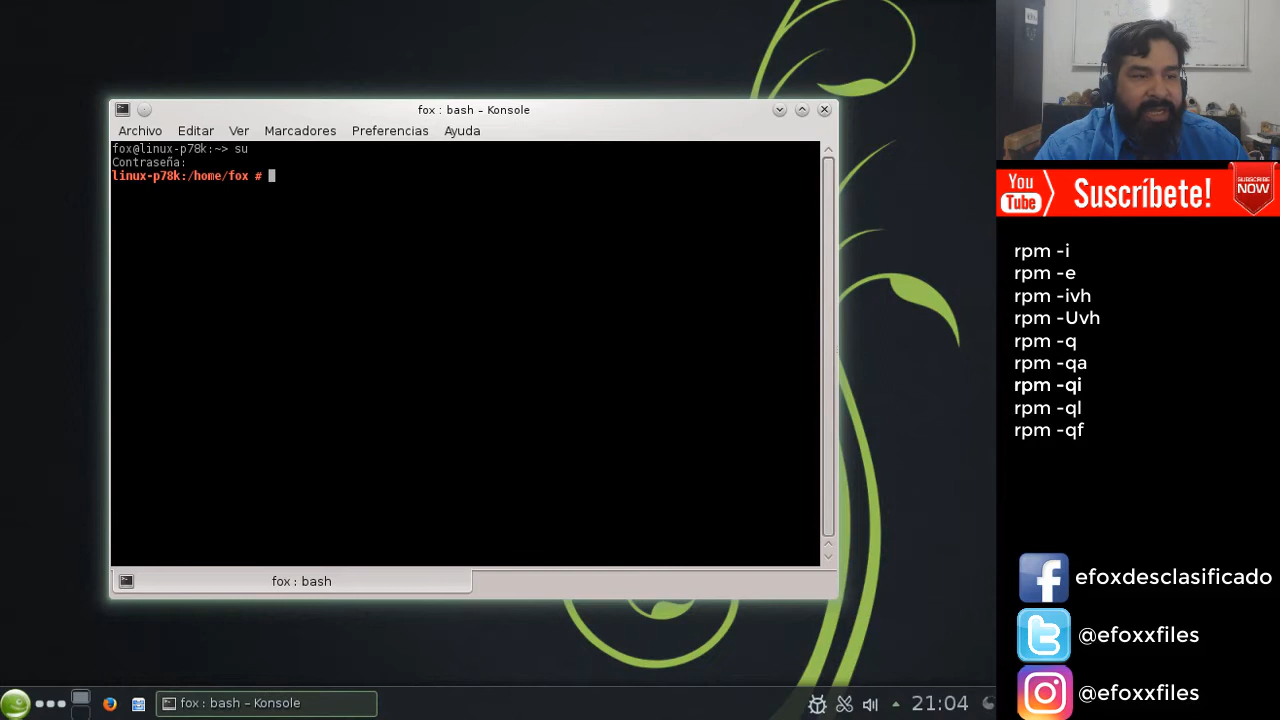 fox : bash – Konsole
Archivo Editar Ver Marcadores Preferencias Ayuda
fox@linux-p78k:~> su
Contraseña:
linux-p78k:/home/fox #
fox : bash
fox : bash – Konsole
21:04
You Tube
Suscríbete!
SUBSCRIBE NOW
rpm -i
rpm -e
rpm -ivh
rpm -Uvh
rpm -q
rpm -qa
rpm -qi
rpm -ql
rpm -qf
efoxdesclasificado
@efoxxfiles
@efoxxfiles